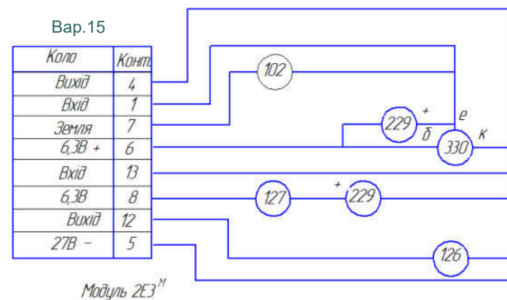 Вар.15
Коло Конт.
Вихід 4
Вхід 1
Земля 7
6,3В + 6
Вхід 13
6,3В 8
Вихід 12
27В – 5
102
+
229
е
б
330
к
127
+
229
126
Модуль 2ЕЗᴹ